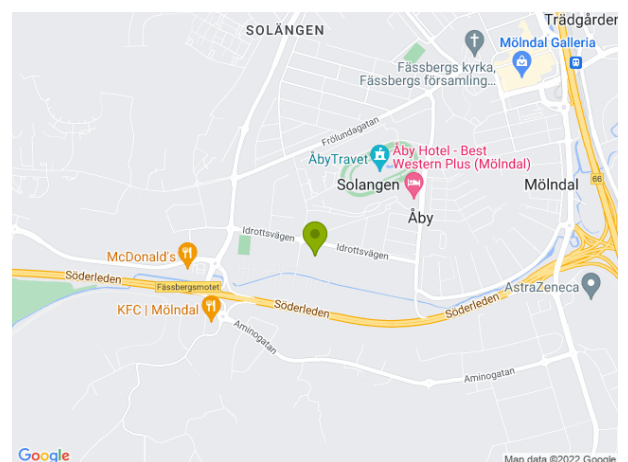 SOLÄNGEN
Trädgården
Mölndal Galleria
Fässbergs kyrka,
Fässbergs församling...
Frölundagatan
ÅbyTravet
Åby Hotel - Best
Western Plus (Mölndal)
66
Solangen
Mölndal
Åby
Idrottsvägen
Idrottsvägen
McDonald's
Söderleden
Fässbergsmotet
AstraZeneca
KFC | Mölndal
Söderleden
Söderleden
Aminogatan
Aminogatan
Google
Map data ©2022 Google